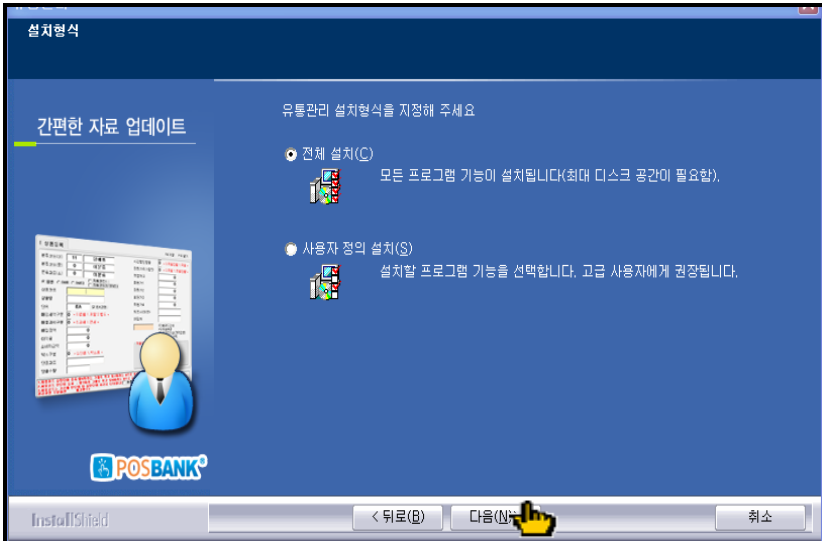 설치형식
간편한 자료 업데이트
유통관리 설치형식을 지정해 주세요
전체 설치(C)
모든 프로그램 기능이 설치됩니다(최대 디스크 공간이 필요함).
사용자 정의 설치(S)
설치할 프로그램 기능을 선택합니다. 고급 사용자에게 권장됩니다.
POSBANK®
InstallShield
< 뒤로(B)
다음(N)
취소